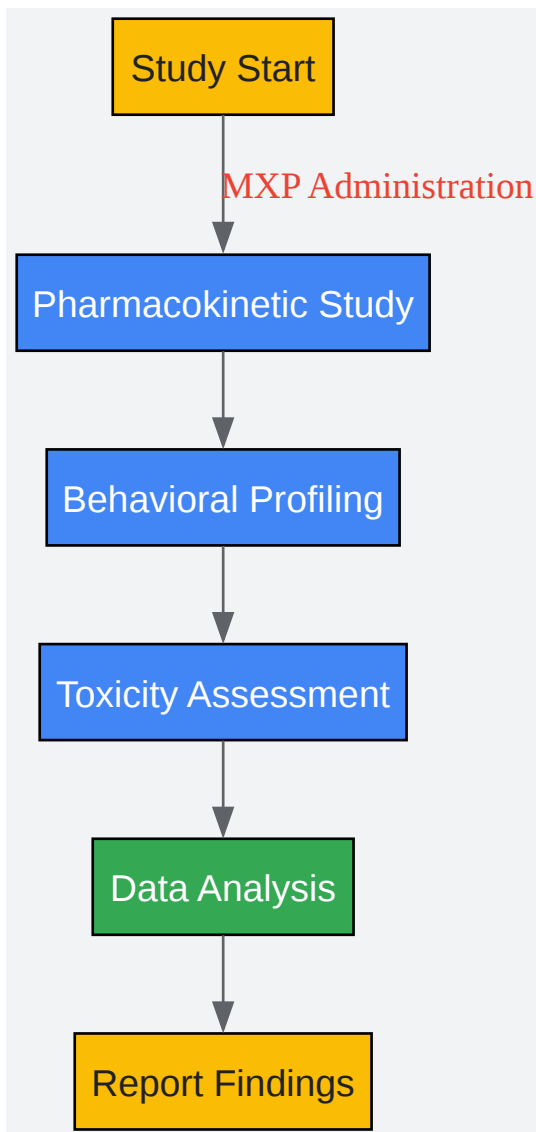 Study Start
MXP Administration
Pharmacokinetic Study
Behavioral Profiling
Toxicity Assessment
Data Analysis
Report Findings